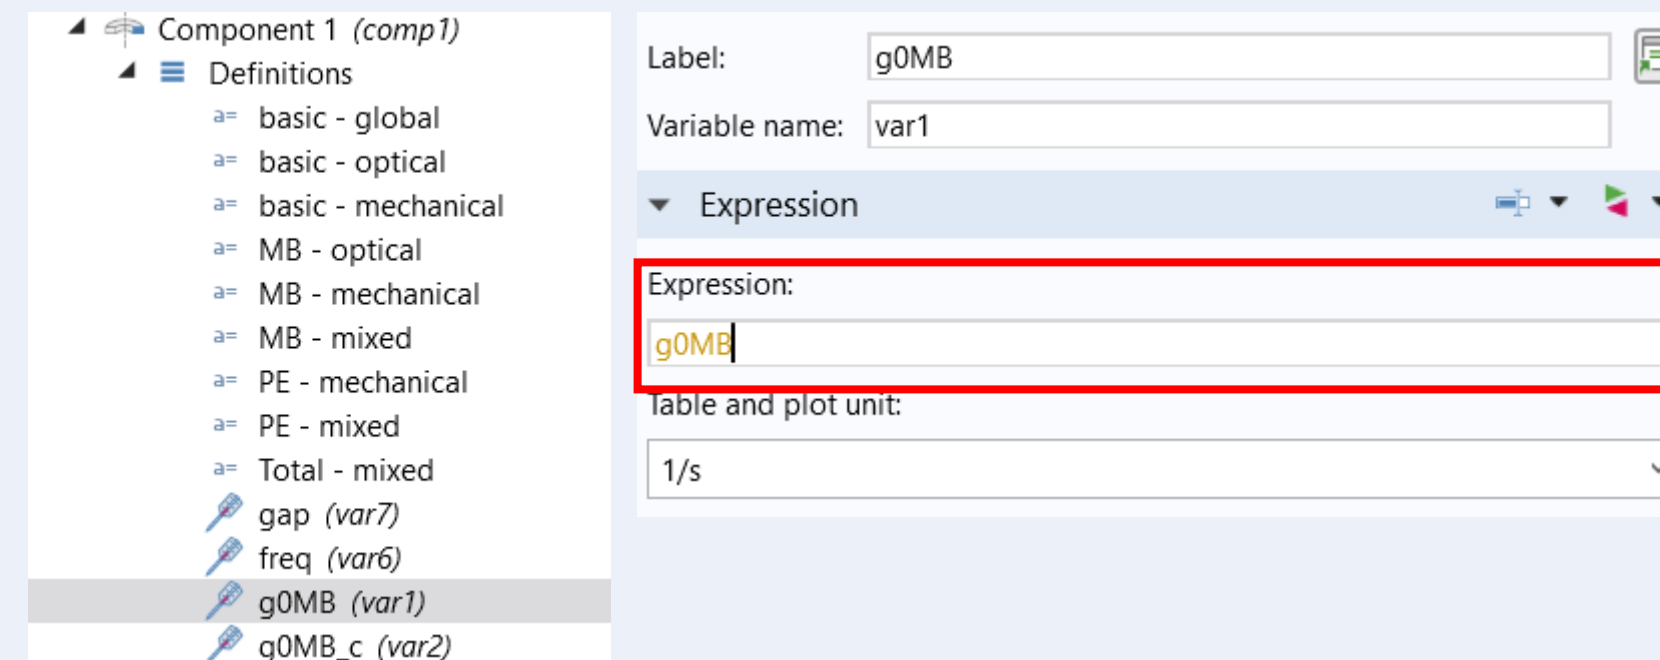 Component 1 (comp1)
Definitions
a= basic - global
a= basic - optical
a= basic - mechanical
a= MB - optical
a= MB - mechanical
a= MB - mixed
a= PE - mechanical
a= PE - mixed
a= Total - mixed
gap (var7)
freq (var6)
g0MB (var1)
g0MB_c (var2)
Label: g0MB
Variable name: var1
Expression
Expression:
g0MB
Table and plot unit:
1/s